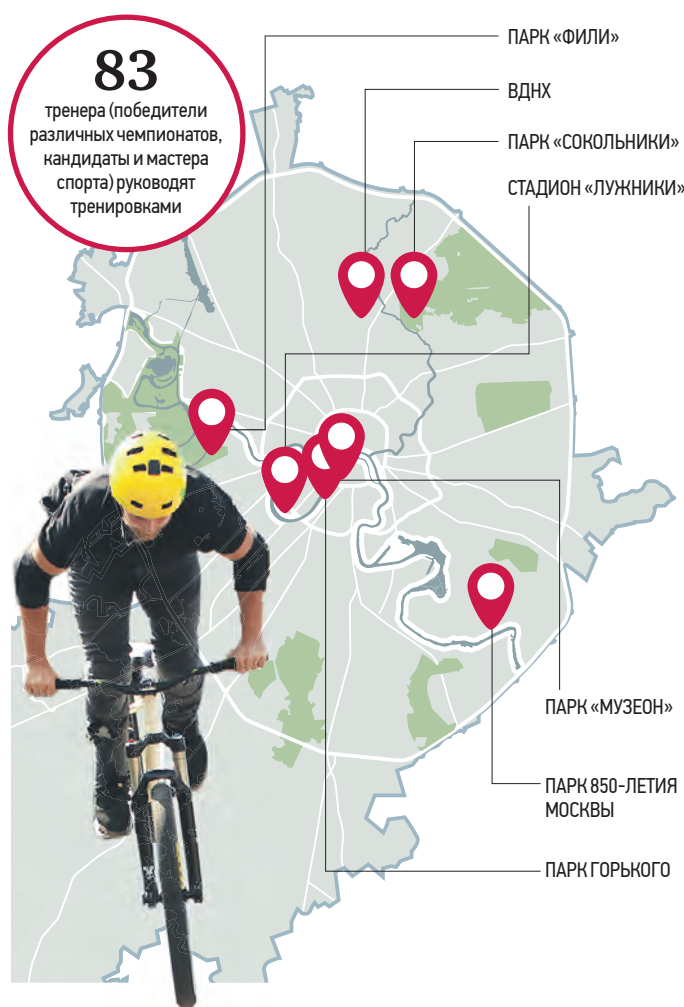 83
тренера (победители
различных чемпионатов,
кандидаты и мастера
спорта) руководят
тренировками
ПАРК «ФИЛИ»
ВДНХ
ПАРК «СОКОЛЬНИКИ»
СТАДИОН «ЛУЖНИКИ»
ПАРК «МУЗЕОН»
ПАРК 850-ЛЕТИЯ
МОСКВЫ
ПАРК ГОРЬКОГО